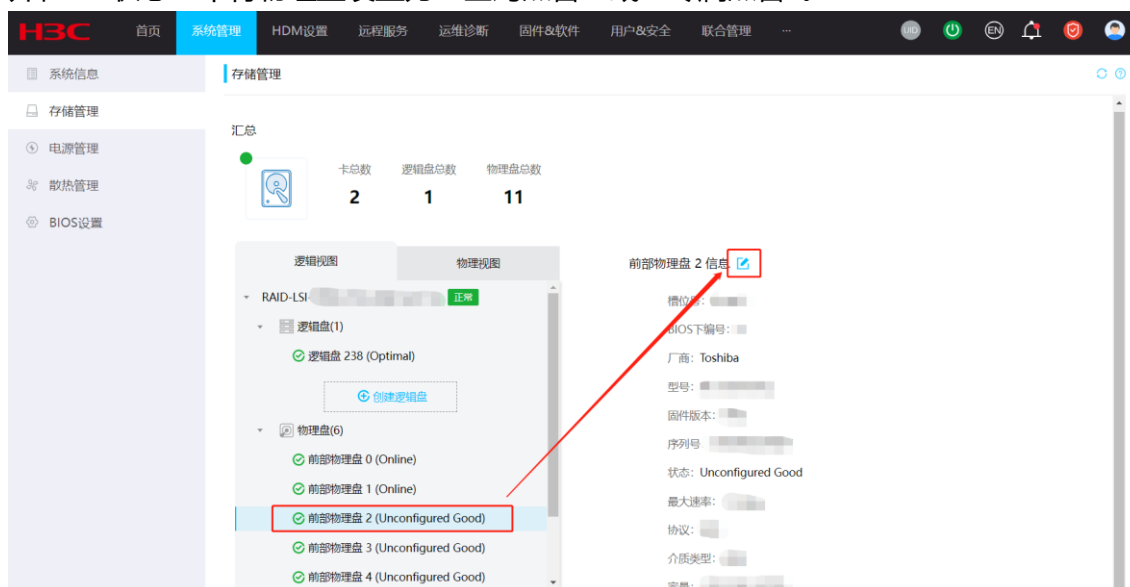 H3C 首页 系统管理 HDM设置 远程服务 运维诊断 固件&软件 用户&安全 联合管理 ... UID EN
系统信息
存储管理
电源管理
散热管理
BIOS设置
存储管理
汇总
卡总数 逻辑盘总数 物理盘总数
2 1 11
逻辑视图 物理视图
RAID-LSI- 正常
逻辑盘(1)
逻辑盘 238 (Optimal)
创建逻辑盘
物理盘(6)
前部物理盘 0 (Online)
前部物理盘 1 (Online)
前部物理盘 2 (Unconfigured Good)
前部物理盘 3 (Unconfigured Good)
前部物理盘 4 (Unconfigured Good)
前部物理盘 2 信息
槽位号:
BIOS下编号:
厂商: Toshiba
型号:
固件版本:
序列号
状态: Unconfigured Good
最大速率:
协议:
介质类型:
容量: